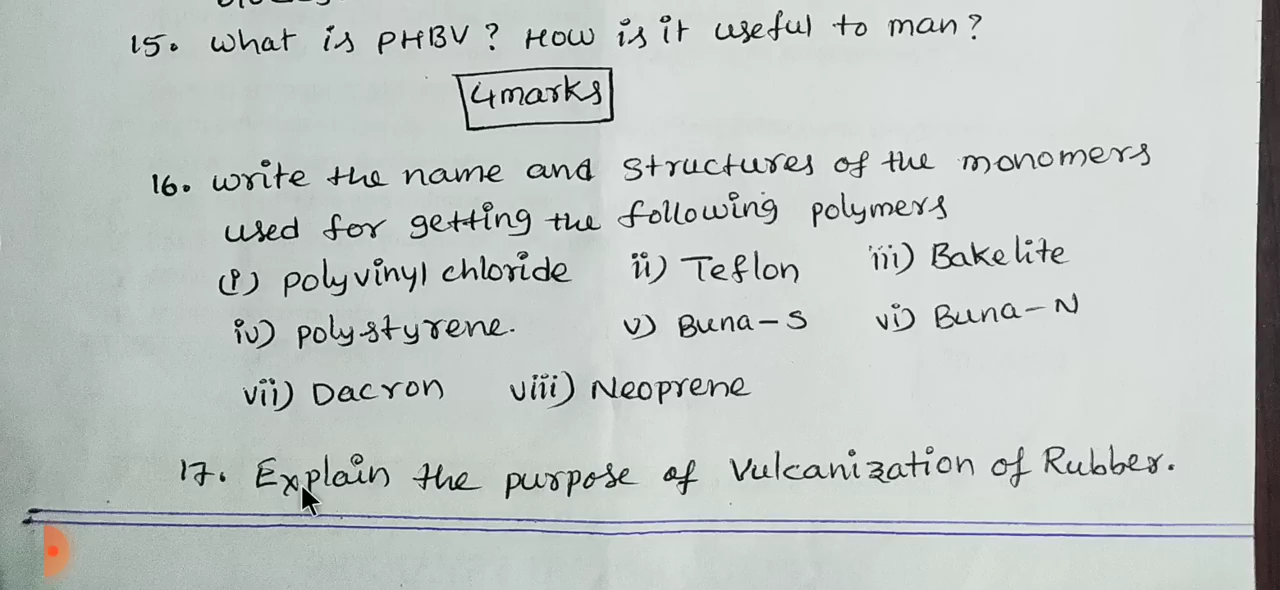 15. What is PHBV? How is it useful to man?
4marks
16. Write the name and structures of the monomers
used for getting the following polymers
(i) polyvinyl chloride ii) Teflon iii) Bakelite
iv) polystyrene. v) Buna-S vi) Buna-N
vii) Dacron viii) Neoprene
17. Explain the purpose of Vulcanization of Rubber.